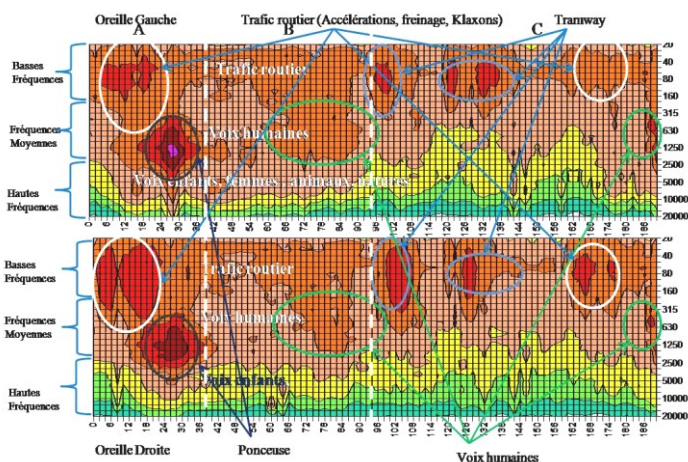 Oreille Gauche
Trafic routier (Accélérations, freinage, Klaxons)
Tramway
A
B
C
Basses
Fréquences
Fréquences
Moyennes
Hautes
Fréquences
Trafic routier
Voix humaines
Voix enfants, femmes , animaux, natures
20
40
80
160
315
630
1250
2500
5000
10000
20000
0 6 12 18 24 30 36 42 48 54 60 66 72 78 84 90 96 102 108 114 120 126 132 138 144 150 156 162 168 174 180 186
Basses
Fréquences
Fréquences
Moyennes
Hautes
Fréquences
Trafic routier
Voix humaines
Voix enfants
20
40
80
160
315
630
1250
2500
5000
10000
20000
0 6 12 18 24 30 36 42 48 54 60 66 72 78 84 90 96 102 108 114 120 126 132 138 144 150 156 162 168 174 180 186
Oreille Droite
Ponceuse
Voix humaines